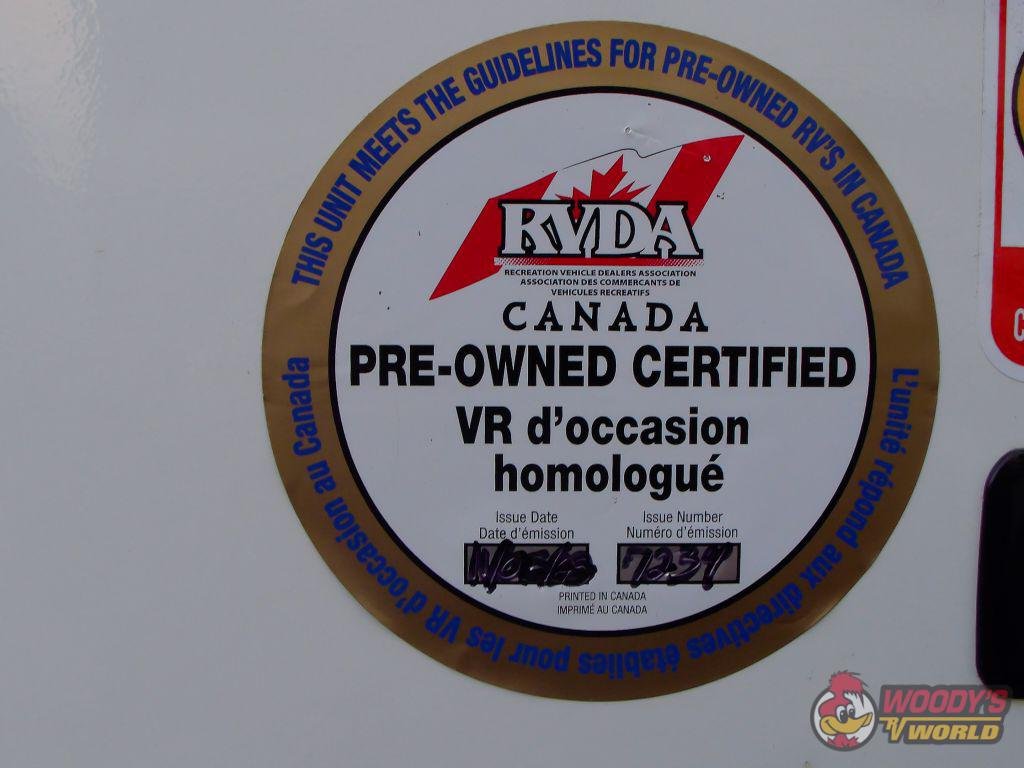 THIS UNIT MEETS THE GUIDELINES FOR PRE-OWNED RV'S IN CANADA
RVDA
RECREATION VEHICLE DEALERS ASSOCIATION
ASSOCIATION DES COMMERCANTS DE
VEHICULES RECREATIFS
CANADA
PRE-OWNED CERTIFIED
VR d'occasion
homologué
Issue Date
Date d'émission
Issue Number
Numéro d'émission
7234
PRINTED IN CANADA
IMPRIMÉ AU CANADA
L'unité répond aux directives établies pour les VR d'occasion au Canada
WOODY'S
RV WORLD